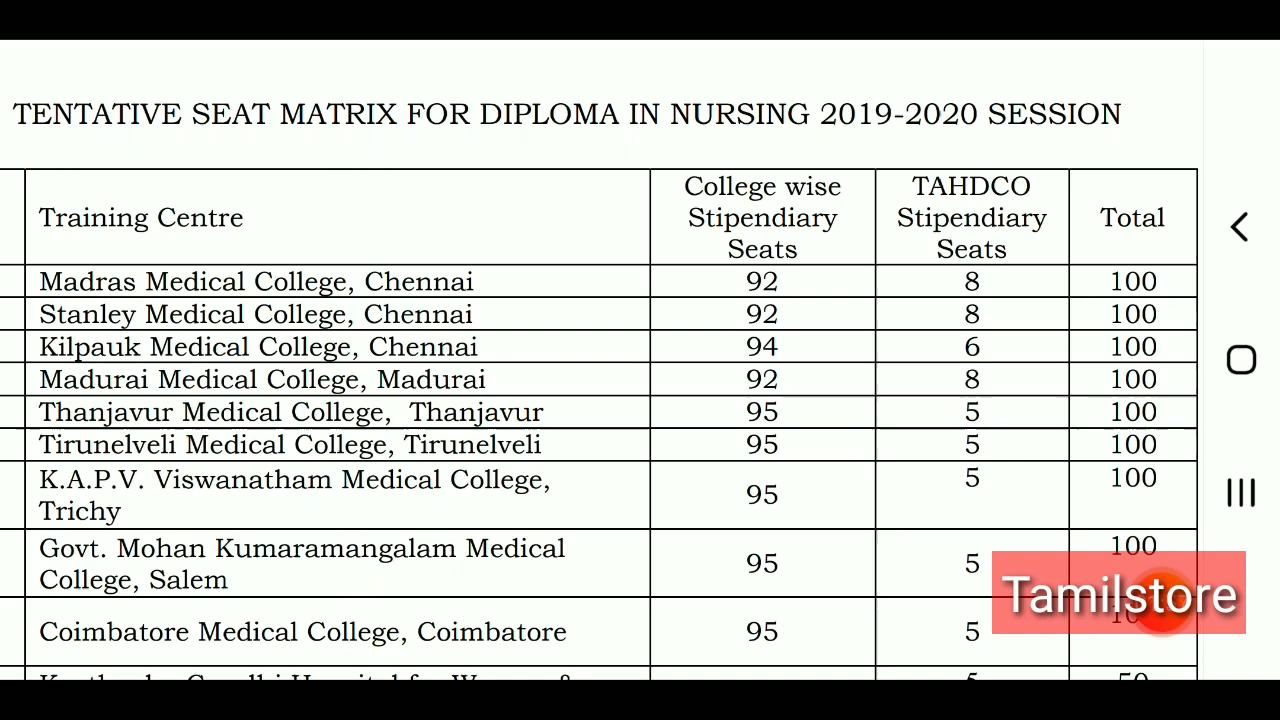 TENTATIVE SEAT MATRIX FOR DIPLOMA IN NURSING 2019-2020 SESSION
Training Centre College wise Stipendiary Seats TAHDCO Stipendiary Seats Total
Madras Medical College, Chennai 92 8 100
Stanley Medical College, Chennai 92 8 100
Kilpauk Medical College, Chennai 94 6 100
Madurai Medical College, Madurai 92 8 100
Thanjavur Medical College, Thanjavur 95 5 100
Tirunelveli Medical College, Tirunelveli 95 5 100
K.A.P.V. Viswanatham Medical College, Trichy 95 5 100
Govt. Mohan Kumaramangalam Medical College, Salem 95 5 100
Coimbatore Medical College, Coimbatore 95 5
Tamilstore